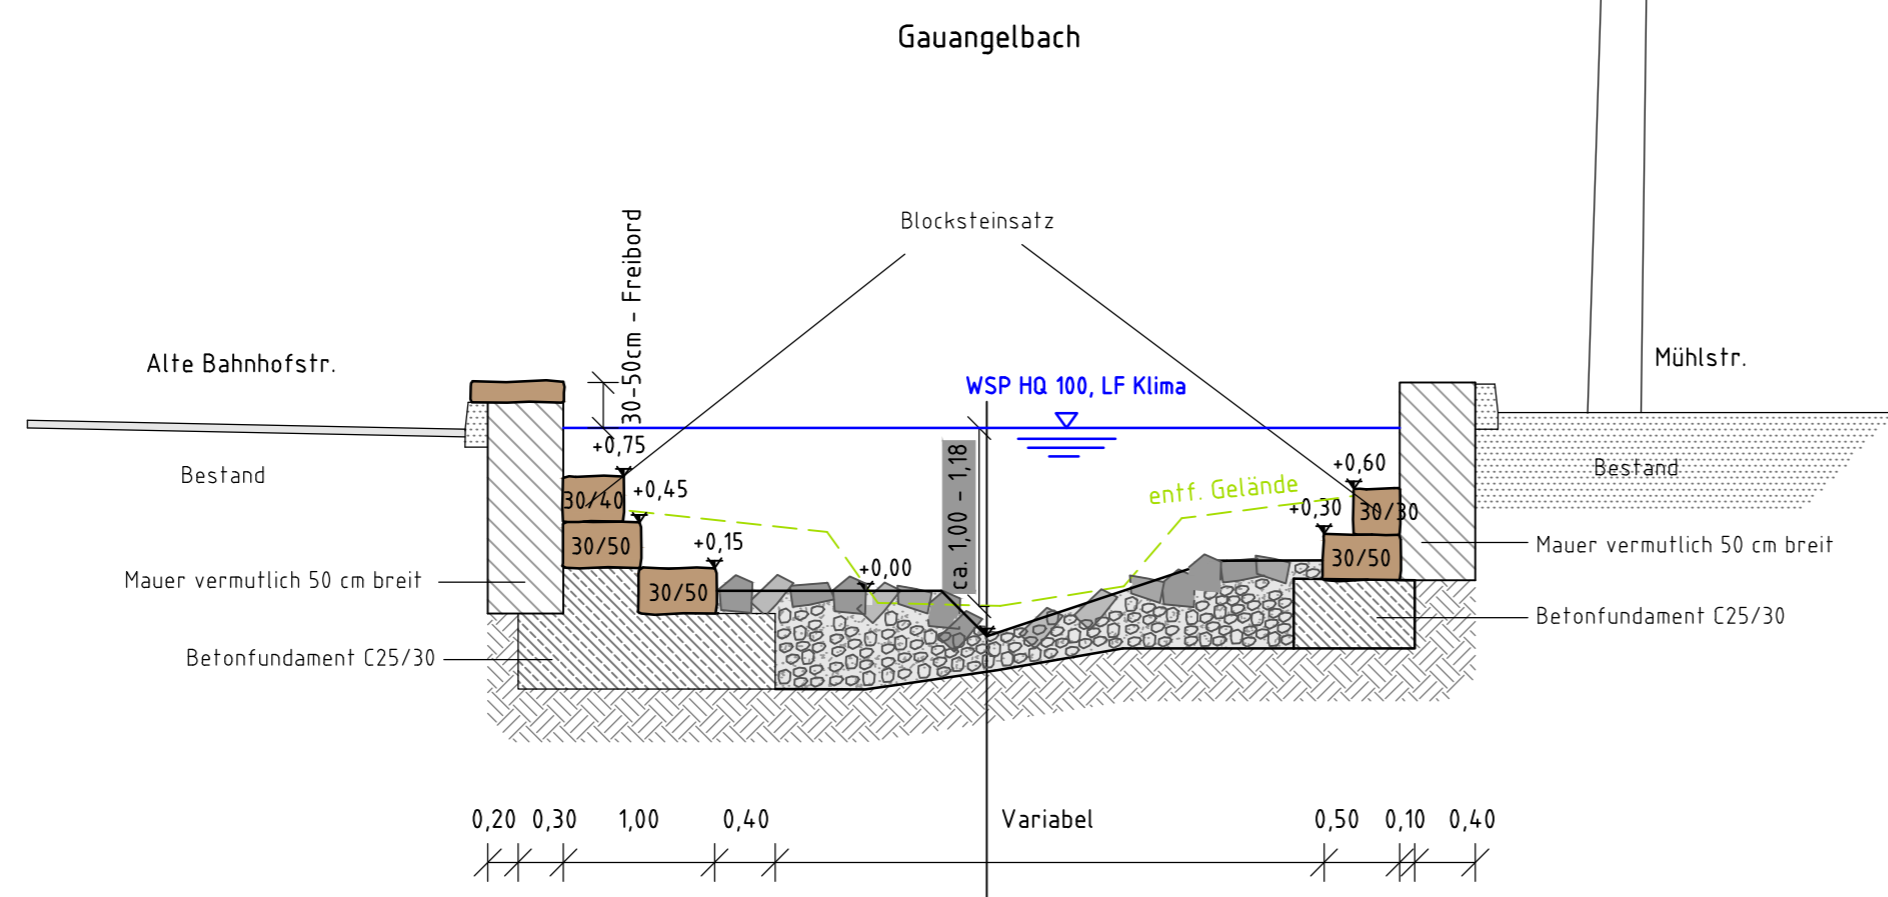 Gauangelbach
Blocksteinsatz
30-50cm - Freibord
Alte Bahnhofstr.
Mühlstr.
WSP HQ 100, LF Klima
+0,75
ca. 1,00 - 1,18
+0,60
Bestand
Bestand
30/40
+0,45
entf. Gelände
+0,30
30/30
30/50
+0,15
30/50
Mauer vermutlich 50 cm breit
Mauer vermutlich 50 cm breit
+0,00
30/50
Betonfundament C25/30
Betonfundament C25/30
0,20 0,30 1,00 0,40 Variabel 0,50 0,10 0,40